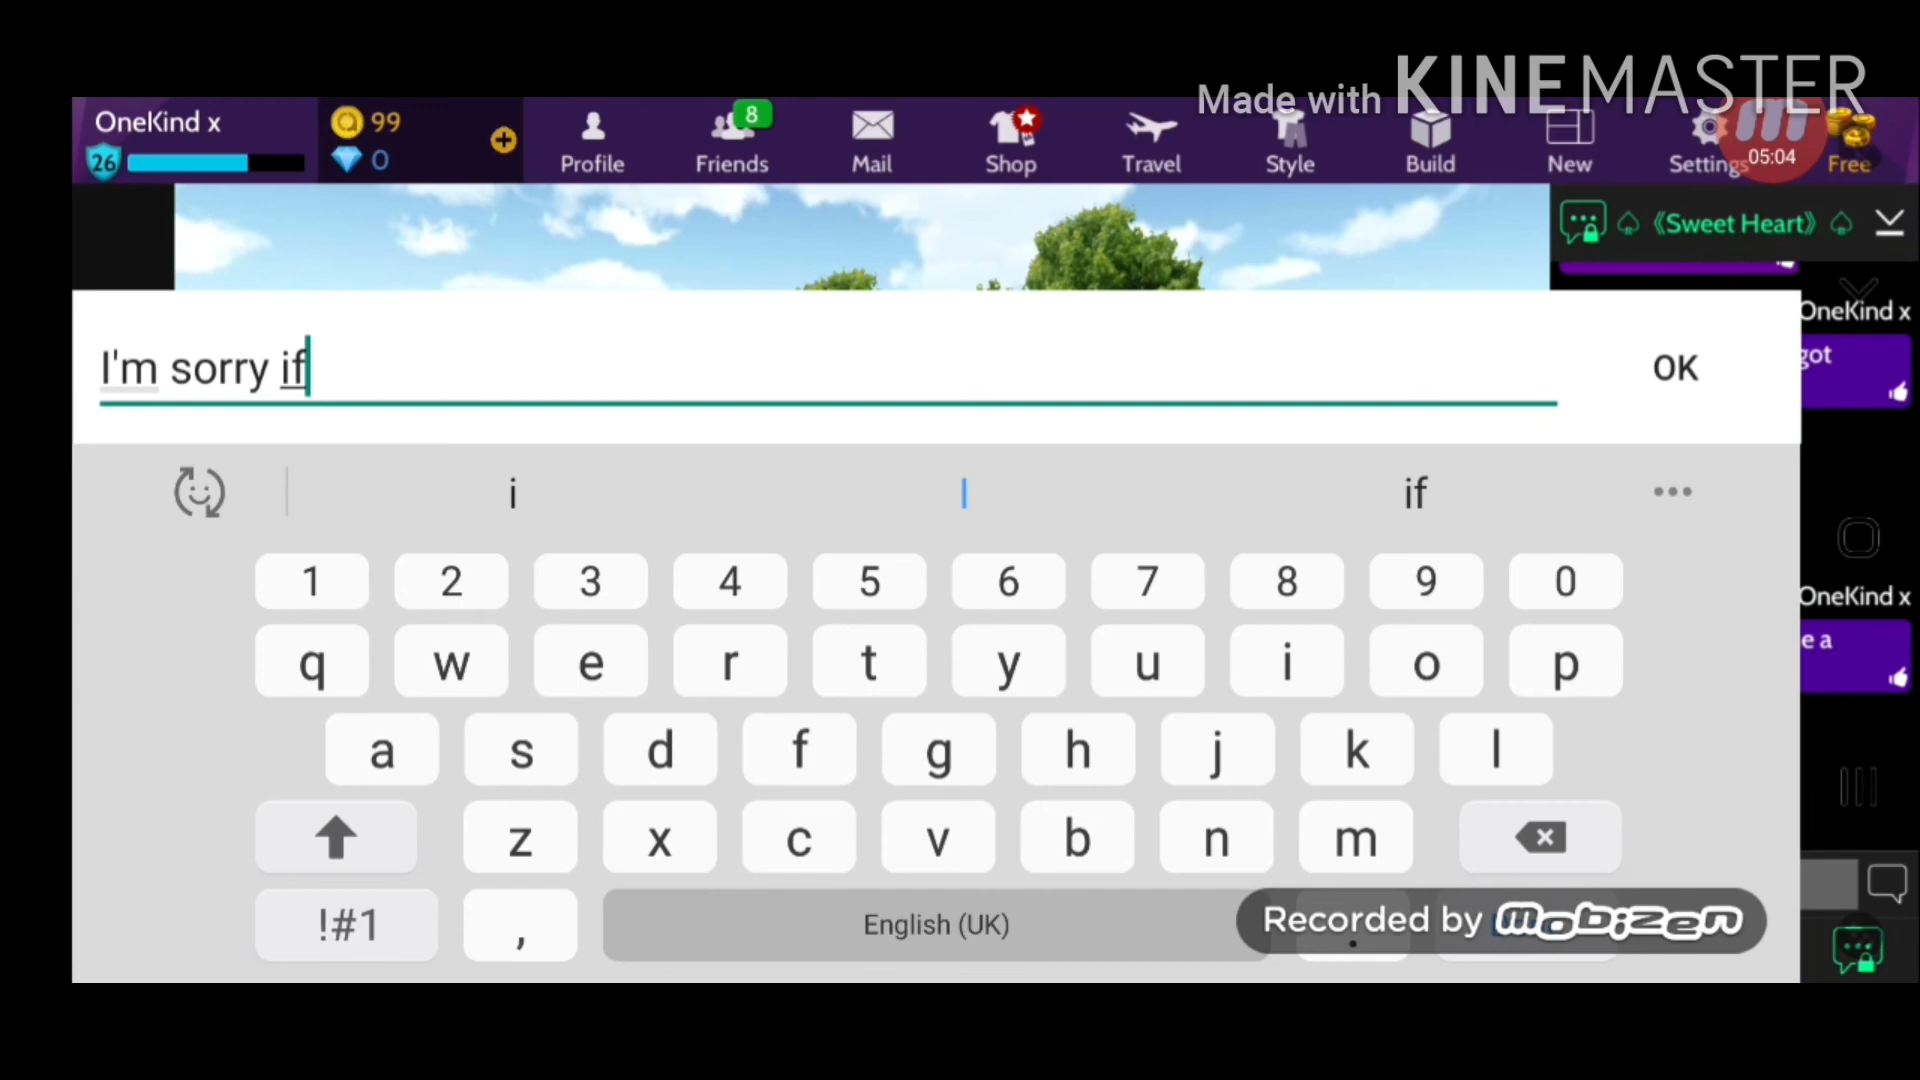 Made with KINEMASTER
OneKind x
26
99
0
8
Profile
Friends
Mail
Shop
Travel
Style
Build
New
Settings
05:04
Free
《Sweet Heart》
OneKind x
got
I'm sorry if
OK
i
I
if
1 2 3 4 5 6 7 8 9 0
q w e r t y u i o p
OneKind x
e a
a s d f g h j k l
z x c v b n m
!#1 , English (UK) .
Recorded by mobizen